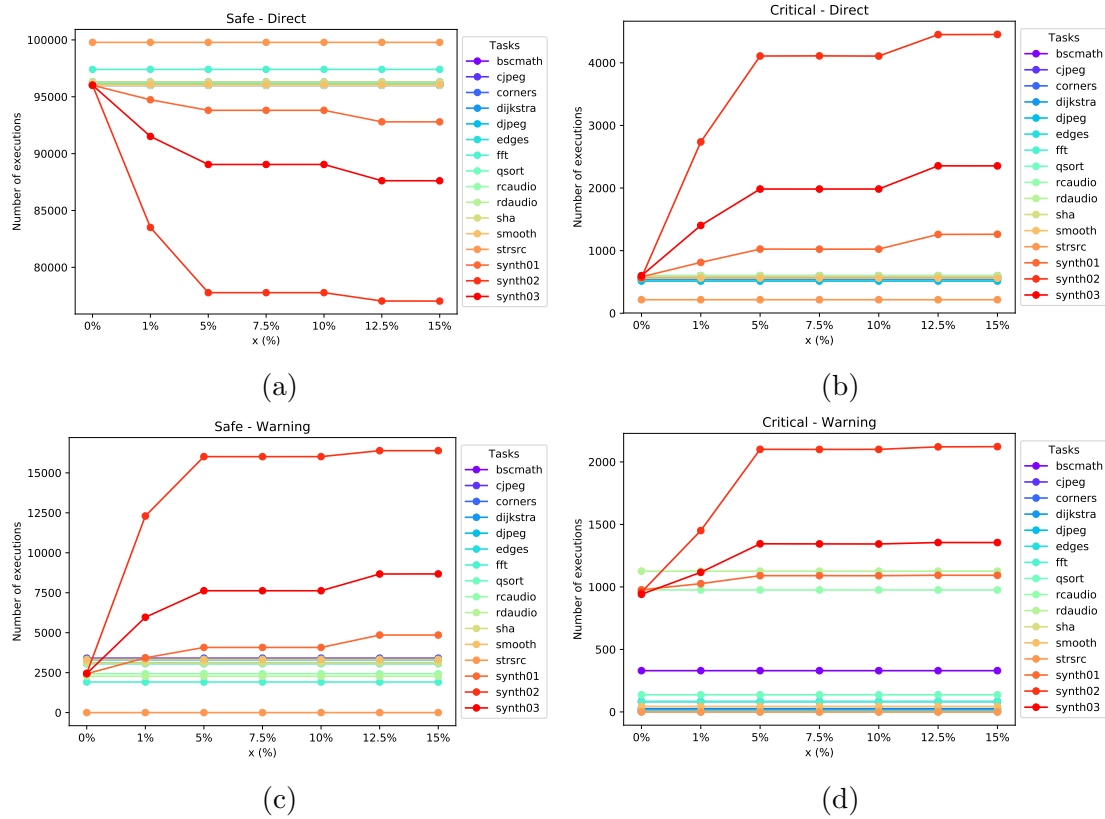 Safe - Direct
Number of executions
100000
95000
90000
85000
80000
0% 1% 5% 7.5% 10% 12.5% 15%
x (%)
Tasks
bscmath
cjpeg
corners
dijkstra
djpeg
edges
fft
qsort
rcaudio
rdaudio
sha
smooth
strsrc
synth01
synth02
synth03
(a)
Critical - Direct
Number of executions
4000
3000
2000
1000
0
0% 1% 5% 7.5% 10% 12.5% 15%
x (%)
Tasks
bscmath
cjpeg
corners
dijkstra
djpeg
edges
fft
qsort
rcaudio
rdaudio
sha
smooth
strsrc
synth01
synth02
synth03
(b)
Safe - Warning
Number of executions
15000
12500
10000
7500
5000
2500
0
0% 1% 5% 7.5% 10% 12.5% 15%
x (%)
Tasks
bscmath
cjpeg
corners
dijkstra
djpeg
edges
fft
qsort
rcaudio
rdaudio
sha
smooth
strsrc
synth01
synth02
synth03
(c)
Critical - Warning
Number of executions
2000
1500
1000
500
0
0% 1% 5% 7.5% 10% 12.5% 15%
x (%)
Tasks
bscmath
cjpeg
corners
dijkstra
djpeg
edges
fft
qsort
rcaudio
rdaudio
sha
smooth
strsrc
synth01
synth02
synth03
(d)